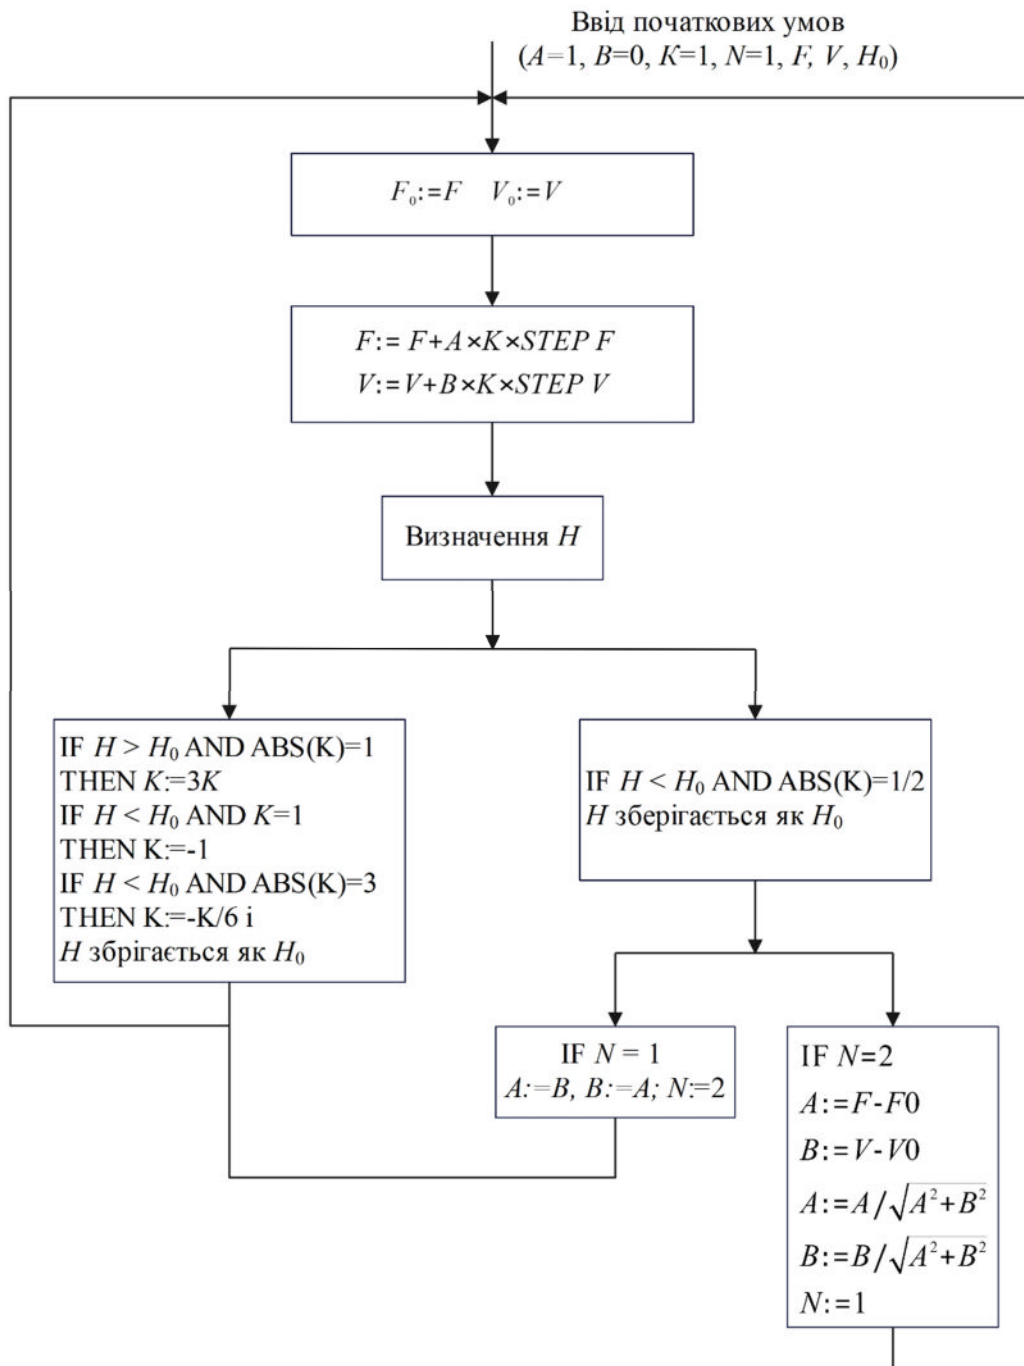 Ввід початкових умов
(A=1, B=0, K=1, N=1, F, V, H₀)
F₀:=F V₀:=V
F:= F+A×K×STEP F
V:=V+B×K×STEP V
Визначення H
IF H > H₀ AND ABS(K)=1
THEN K:=3K
IF H < H₀ AND K=1
THEN K:=-1
IF H < H₀ AND ABS(K)=3
THEN K:=-K/6 і
H збрігається як H₀
IF H < H₀ AND ABS(K)=1/2
H зберігається як H₀
IF N = 1
A:=B, B:=A; N:=2
IF N=2
A:=F-F0
B:=V-V0
A:=A/√A²+B²
B:=B/√A²+B²
N:=1